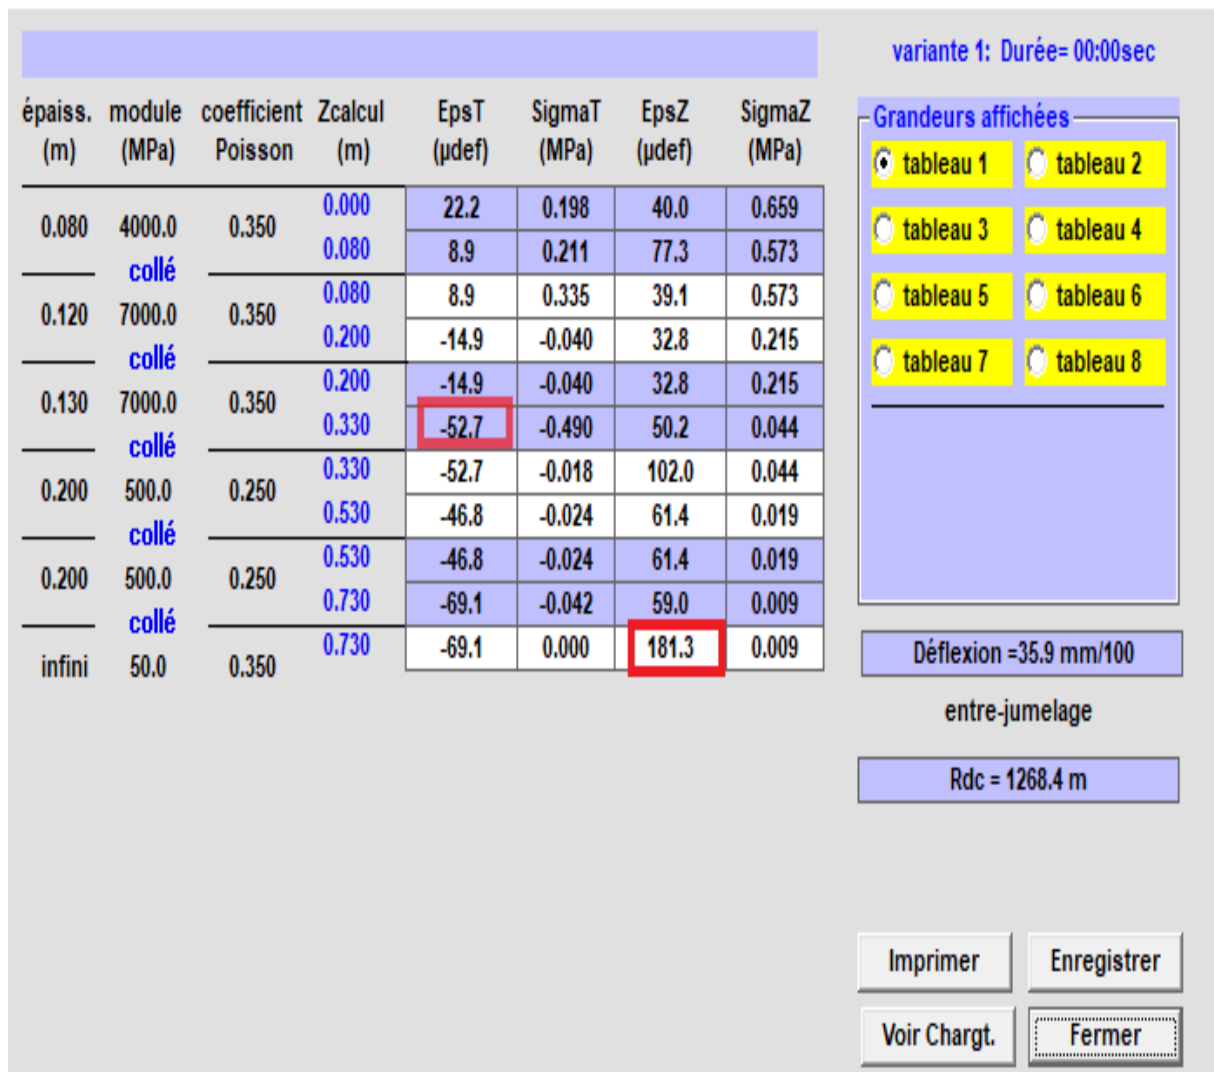 variante 1: Durée= 00:00sec
épaiss. module coefficient Zcalcul EpsT SigmaT EpsZ SigmaZ
(m) (MPa) Poisson (m) (µdef) (MPa) (µdef) (MPa)
Grandeurs affichées
tableau 1 tableau 2
tableau 3 tableau 4
tableau 5 tableau 6
tableau 7 tableau 8
0.000 22.2 0.198 40.0 0.659
0.080 4000.0 0.350
0.080 8.9 0.211 77.3 0.573
collé
0.080 8.9 0.335 39.1 0.573
0.120 7000.0 0.350
0.200 -14.9 -0.040 32.8 0.215
collé
0.200 -14.9 -0.040 32.8 0.215
0.130 7000.0 0.350
0.330 -52.7 -0.490 50.2 0.044
collé
0.330 -52.7 -0.018 102.0 0.044
0.200 500.0 0.250
0.530 -46.8 -0.024 61.4 0.019
collé
0.530 -46.8 -0.024 61.4 0.019
0.200 500.0 0.250
0.730 -69.1 -0.042 59.0 0.009
collé
0.730 -69.1 0.000 181.3 0.009
infini 50.0 0.350
Déflexion =35.9 mm/100
entre-jumelage
Rdc = 1268.4 m
Imprimer Enregistrer
Voir Chargt. Fermer